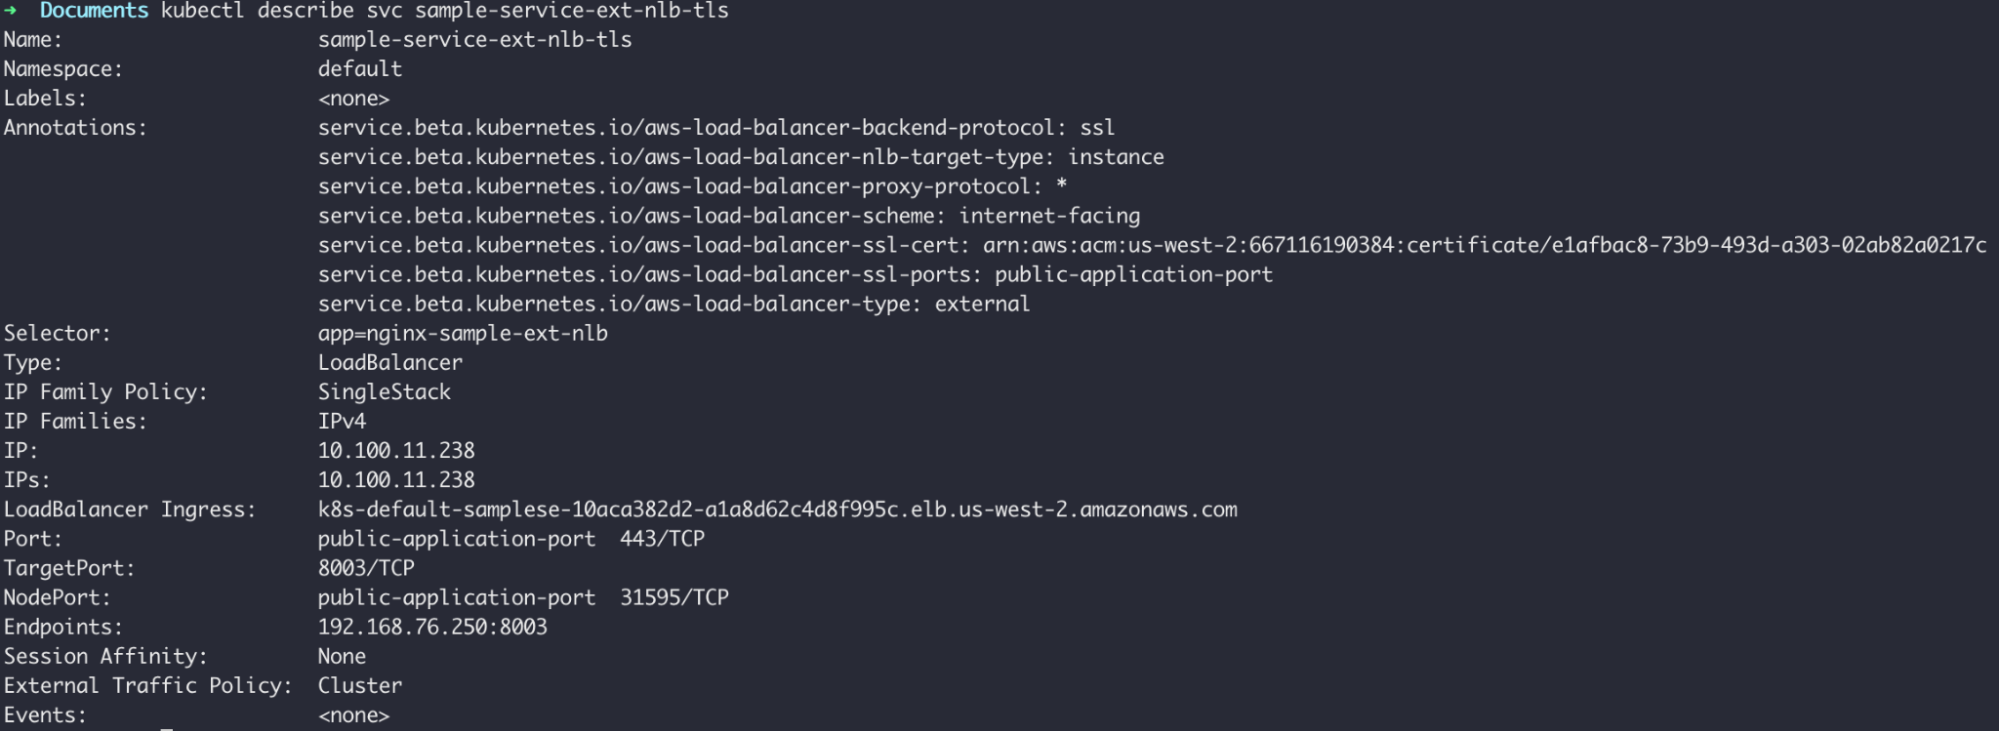 ➜  Documents kubectl describe svc sample-service-ext-nlb-tls
Name:                     sample-service-ext-nlb-tls
Namespace:                default
Labels:                   <none>
Annotations:              service.beta.kubernetes.io/aws-load-balancer-backend-protocol: ssl
                          service.beta.kubernetes.io/aws-load-balancer-nlb-target-type: instance
                          service.beta.kubernetes.io/aws-load-balancer-proxy-protocol: *
                          service.beta.kubernetes.io/aws-load-balancer-scheme: internet-facing
                          service.beta.kubernetes.io/aws-load-balancer-ssl-cert: arn:aws:acm:us-west-2:667116190384:certificate/e1afbac8-73b9-493d-a303-02ab82a0217c
                          service.beta.kubernetes.io/aws-load-balancer-ssl-ports: public-application-port
                          service.beta.kubernetes.io/aws-load-balancer-type: external
Selector:                 app=nginx-sample-ext-nlb
Type:                     LoadBalancer
IP Family Policy:         SingleStack
IP Families:              IPv4
IP:                       10.100.11.238
IPs:                      10.100.11.238
LoadBalancer Ingress:     k8s-default-samplese-10aca382d2-a1a8d62c4d8f995c.elb.us-west-2.amazonaws.com
Port:                     public-application-port  443/TCP
TargetPort:               8003/TCP
NodePort:                 public-application-port  31595/TCP
Endpoints:                192.168.76.250:8003
Session Affinity:         None
External Traffic Policy:  Cluster
Events:                   <none>